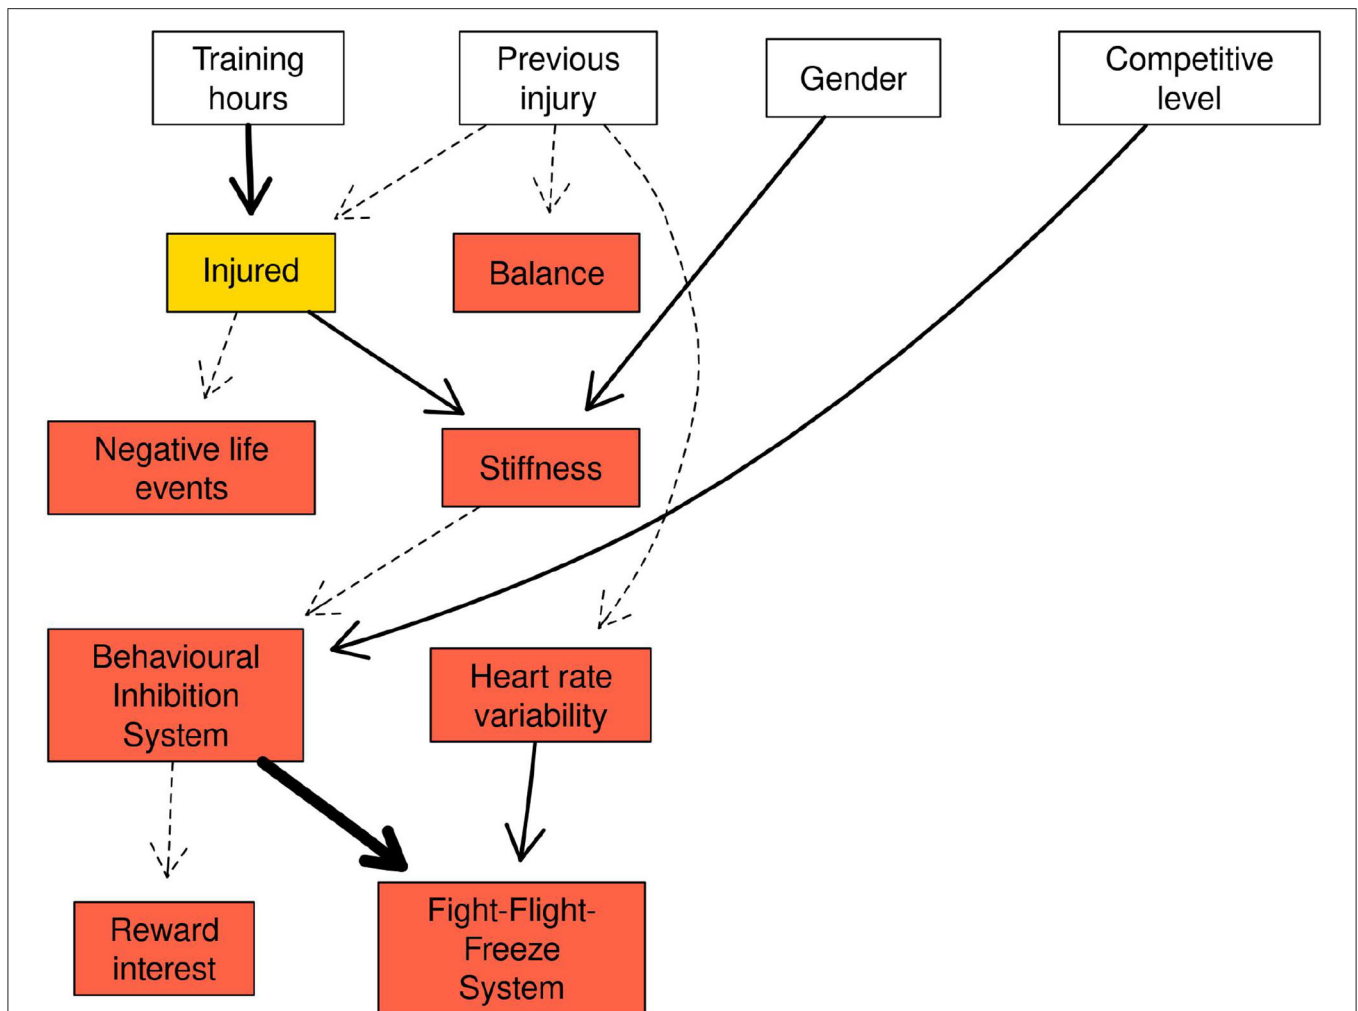 Training
hours
Previous
injury
Gender
Competitive
level
Injured
Balance
Negative life
events
Stiffness
Behavioural
Inhibition
System
Heart rate
variability
Reward
interest
Fight-Flight-
Freeze
System